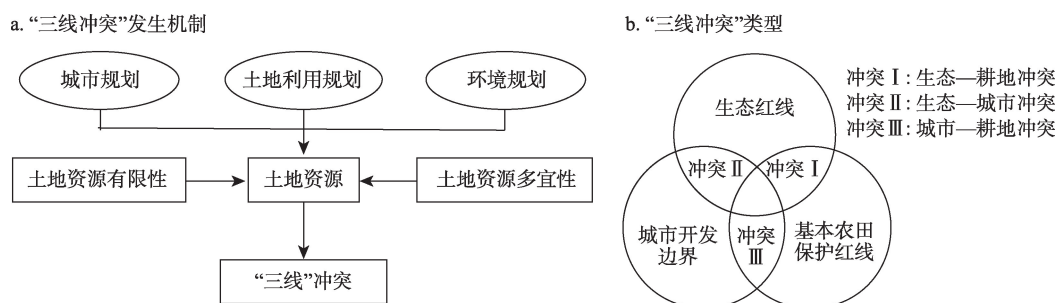 a. “三线冲突”发生机制
城市规划
土地利用规划
环境规划
土地资源有限性
土地资源
土地资源多宜性
“三线”冲突
b. “三线冲突”类型
冲突Ⅰ: 生态—耕地冲突
冲突Ⅱ: 生态—城市冲突
冲突Ⅲ: 城市—耕地冲突
生态红线
冲突Ⅱ
冲突Ⅰ
城市开发
边界
冲突
Ⅲ
基本农田
保护红线